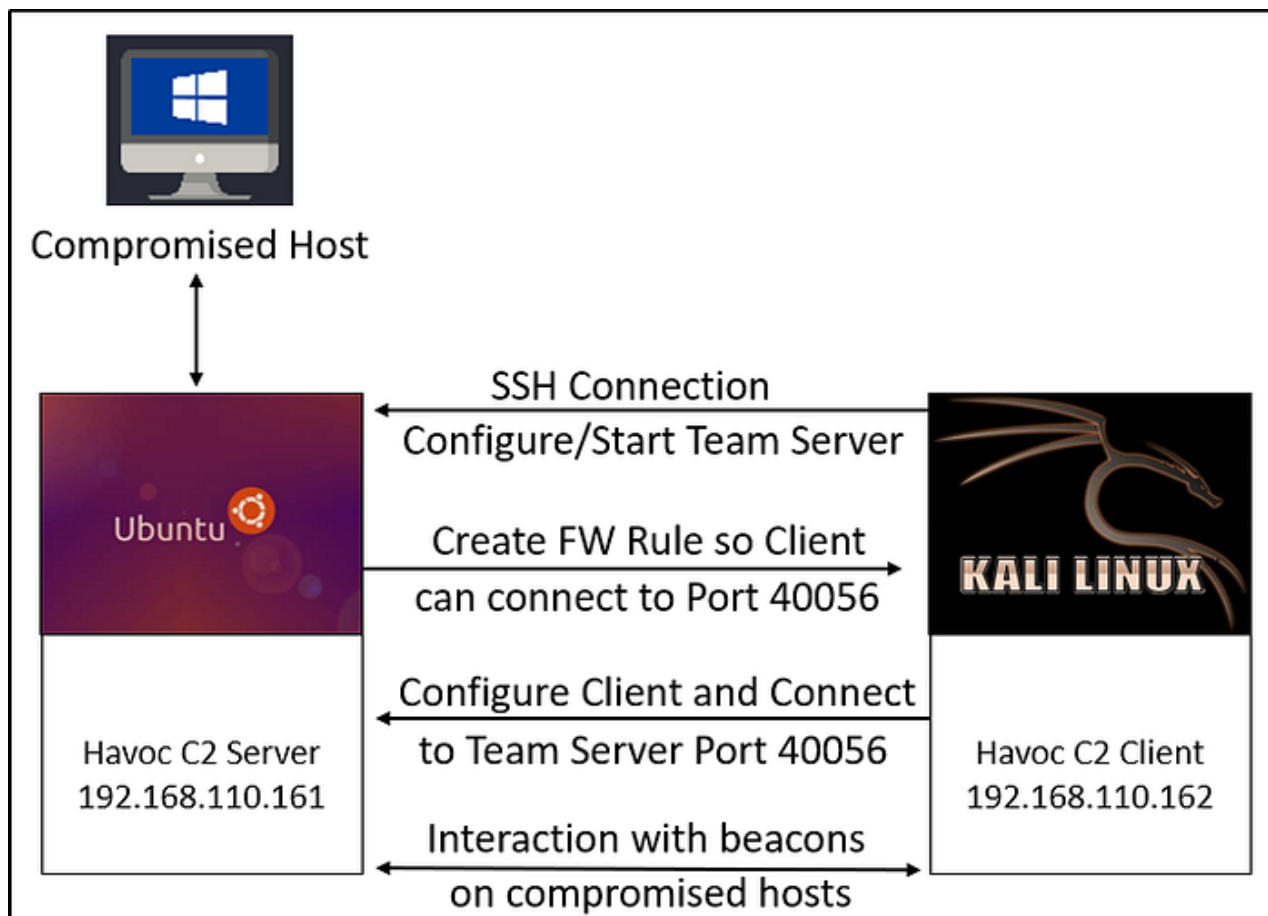 Compromised Host
SSH Connection
Configure/Start Team Server
Ubuntu
Create FW Rule so Client
can connect to Port 40056
KALI LINUX
Configure Client and Connect
to Team Server Port 40056
Havoc C2 Server
192.168.110.161
Havoc C2 Client
192.168.110.162
Interaction with beacons
on compromised hosts